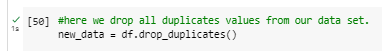 [50] #here we drop all duplicates values from our data set.
1s new_data = df.drop_duplicates()